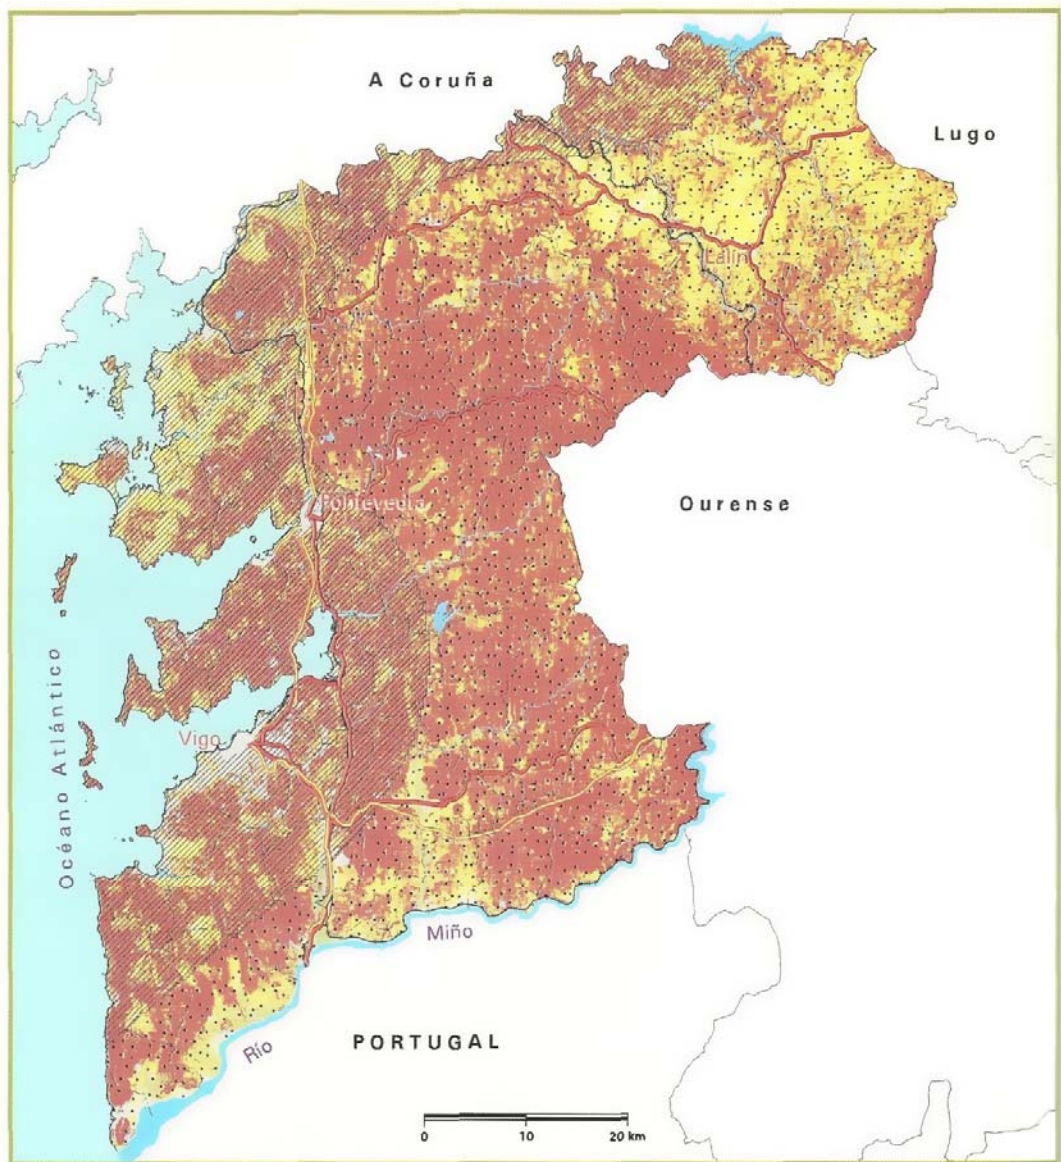 A Coruña
Lugo
Lalín
Ourense
Pontevedra
Océano Atlántico
Vigo
Miño
Río
PORTUGAL
0 10 20 km